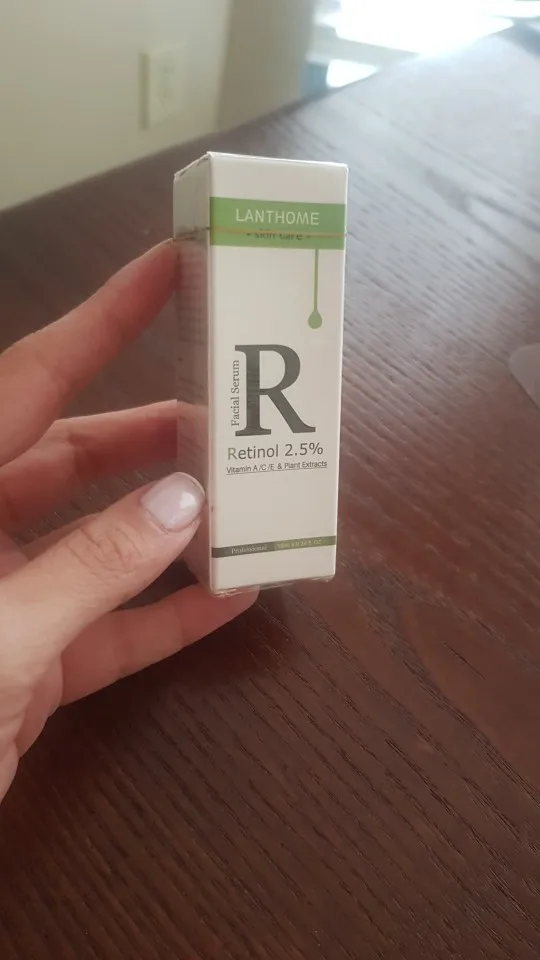 LANTHOME
- skin care -
Facial Serum
R
Retinol 2.5%
Vitamin A/C/E & Plant Extracts
Professional